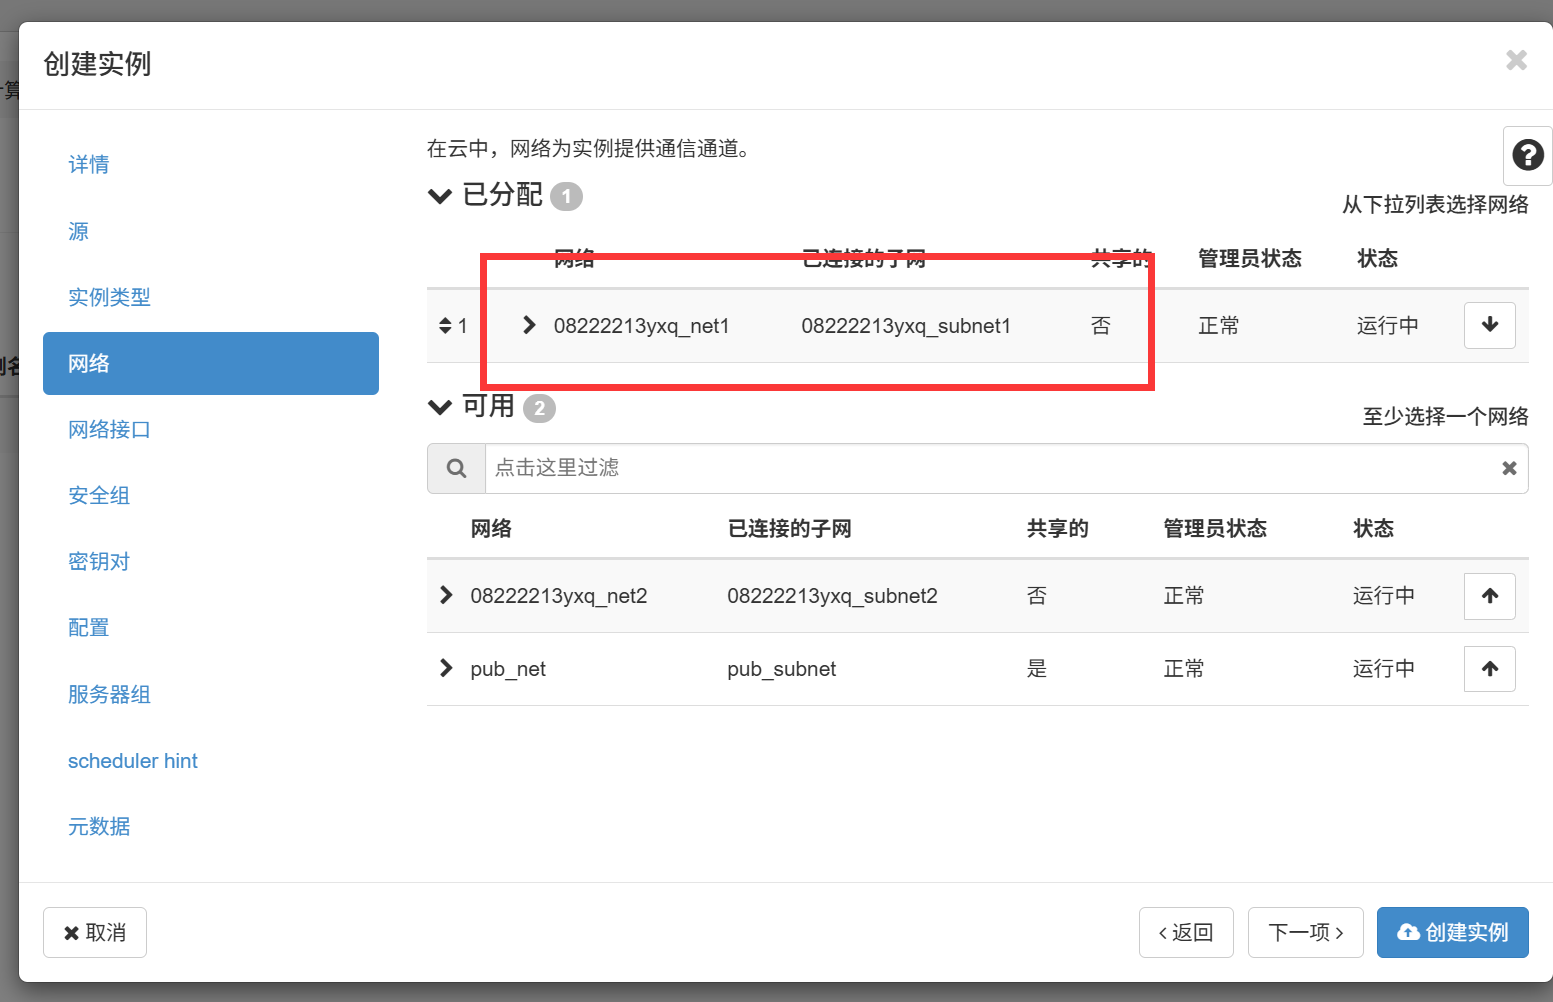 创建实例
详情
源
实例类型
网络
网络接口
安全组
密钥对
配置
服务器组
scheduler hint
元数据
在云中，网络为实例提供通信通道。
已分配 1
从下拉列表选择网络
网络 已连接的子网 共享的 管理员状态 状态
1 08222213yxq_net1 08222213yxq_subnet1 否 正常 运行中
可用 2
至少选择一个网络
点击这里过滤
网络 已连接的子网 共享的 管理员状态 状态
08222213yxq_net2 08222213yxq_subnet2 否 正常 运行中
pub_net pub_subnet 是 正常 运行中
取消
返回
下一项
创建实例